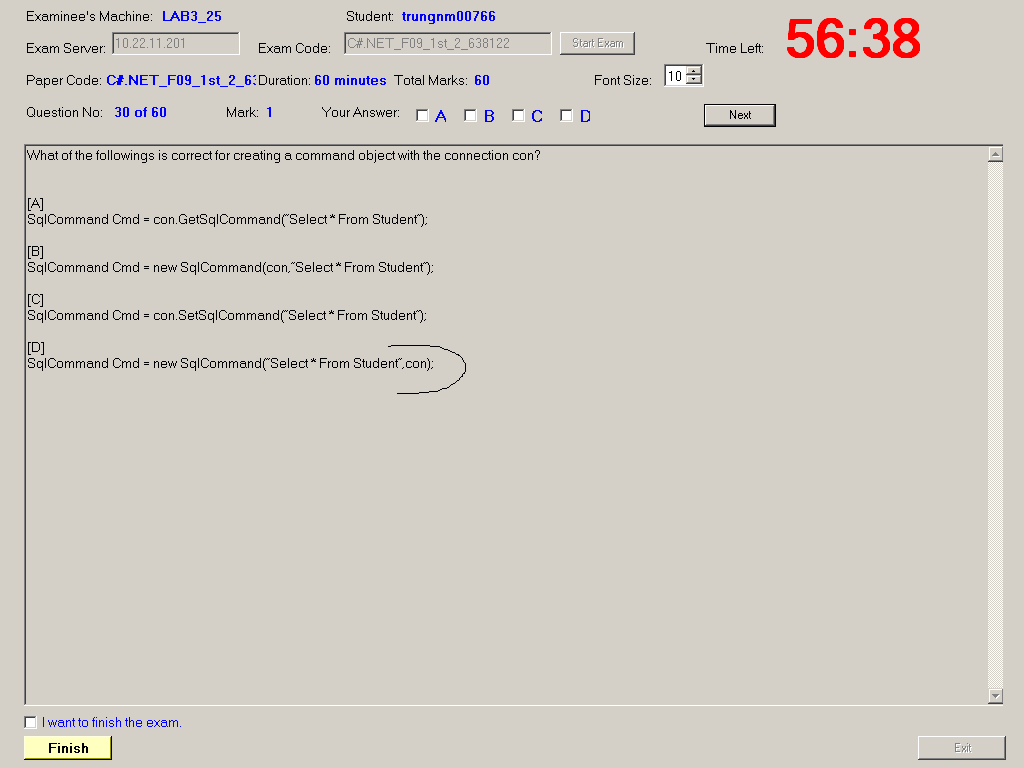 Examinee's Machine: LAB3_25 Student: trungnm00766
Exam Server: 10.22.11.201 Exam Code: C#.NET_F09_1st_2_638122 Start Exam Time Left: 56:38
Paper Code: C#.NET_F09_1st_2_6: Duration: 60 minutes Total Marks: 60 Font Size: 10
Question No: 30 of 60 Mark: 1 Your Answer: A B C D Next
What of the followings is correct for creating a command object with the connection con?
[A]
SqlCommand Cmd = con.GetSqlCommand("Select * From Student");
[B]
SqlCommand Cmd = new SqlCommand(con,"Select * From Student");
[C]
SqlCommand Cmd = con.SetSqlCommand("Select * From Student");
[D]
SqlCommand Cmd = new SqlCommand("Select * From Student",con);
I want to finish the exam.
Finish Exit